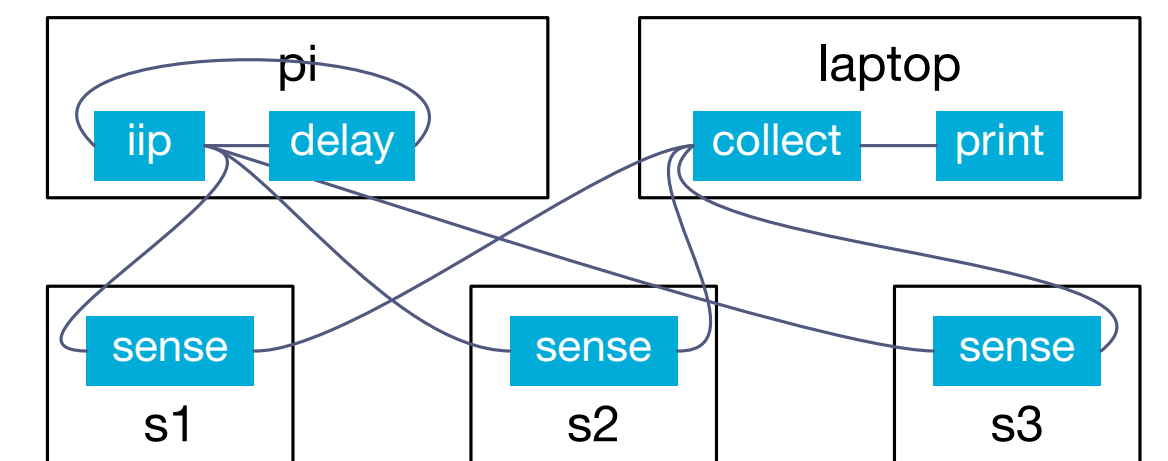 pi
laptop
iip
delay
collect
print
sense
sense
sense
s1
s2
s3